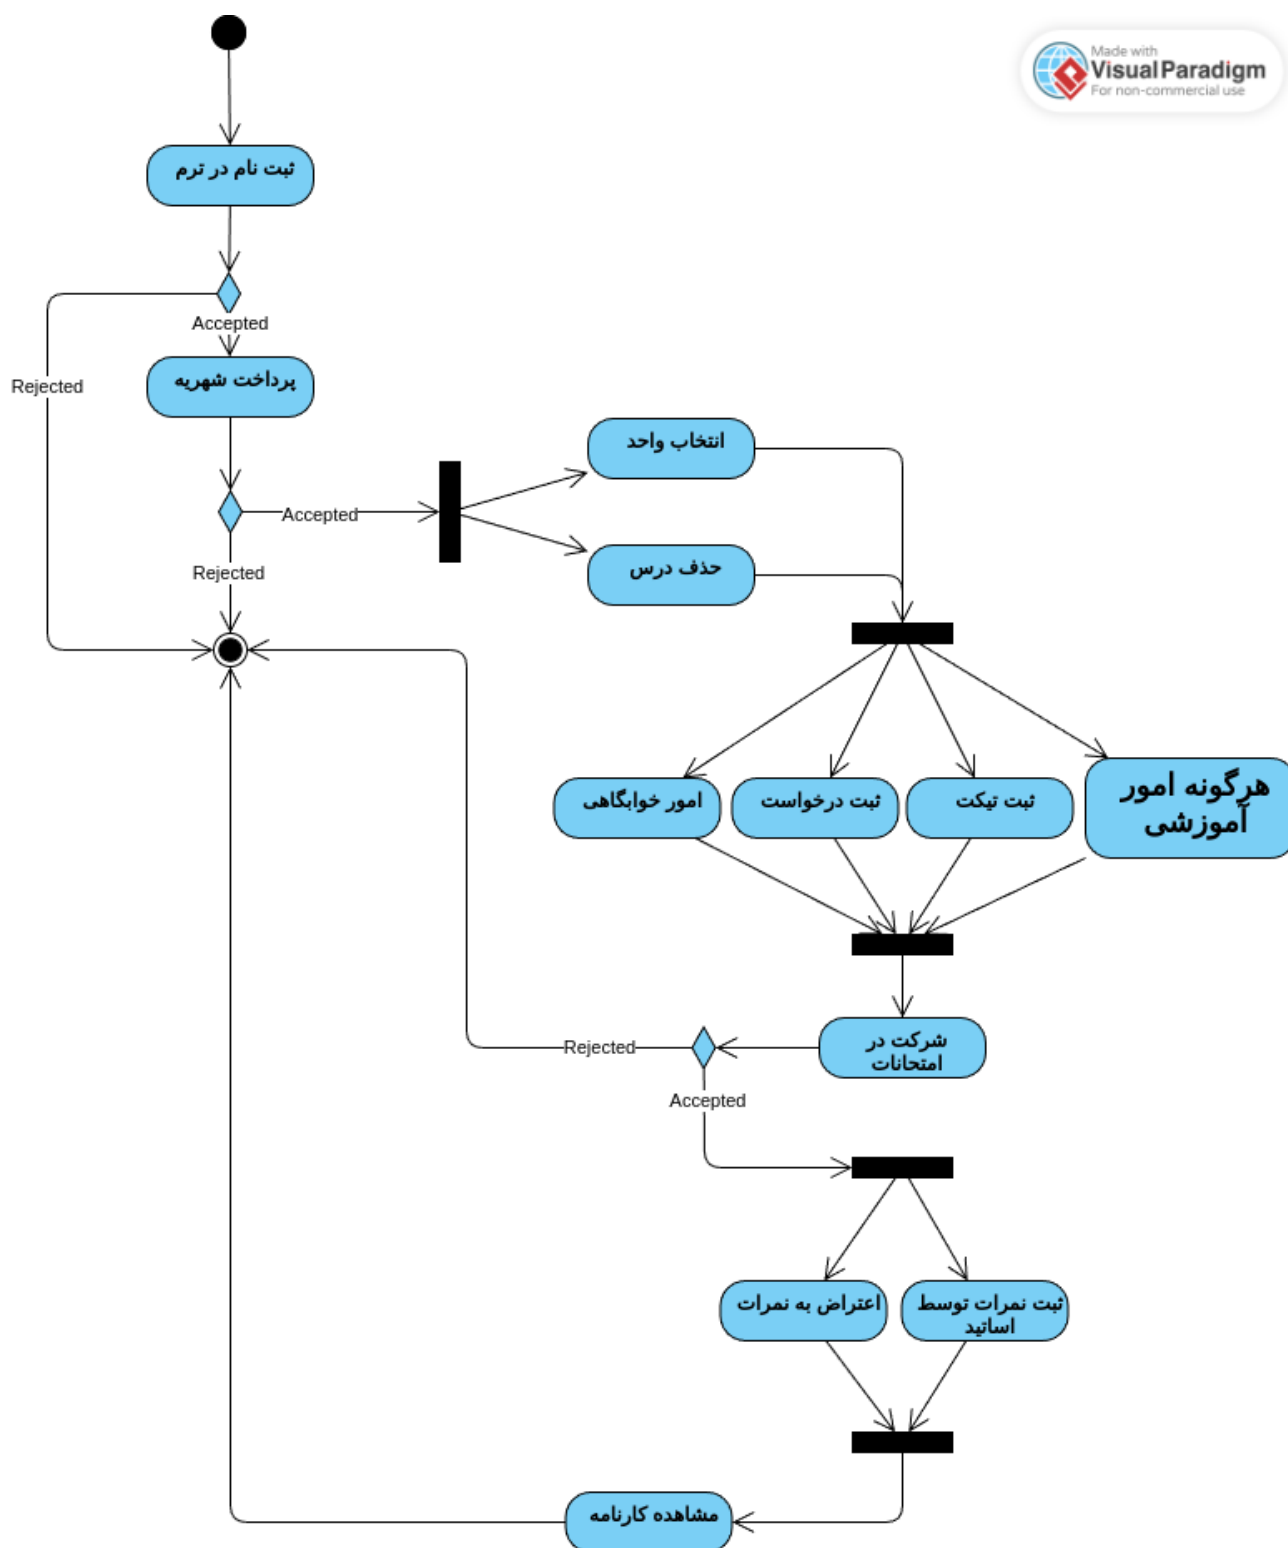 Made with
Visual Paradigm
For non-commercial use
ثبت نام در ترم
Accepted
Rejected
پرداخت شهریه
انتخاب واحد
Accepted
حذف درس
Rejected
هرگونه امور
آموزشی
ثبت تیکت
ثبت درخواست
امور خوابگاهی
شرکت در
امتحانات
Rejected
Accepted
ثبت نمرات توسط
اساتید
اعتراض به نمرات
مشاهده کارنامه